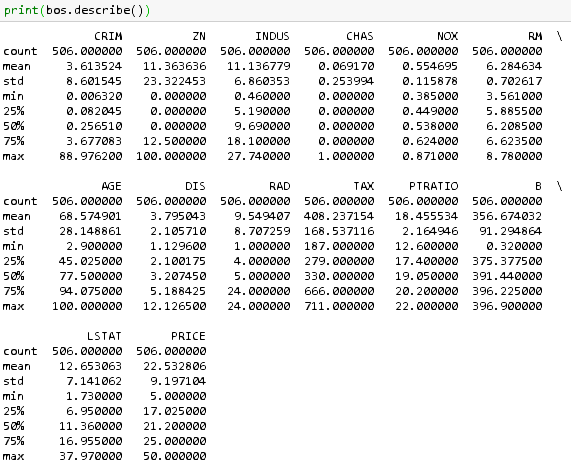 print(bos.describe())
CRIM ZN INDUS CHAS NOX RM \
count 506.000000 506.000000 506.000000 506.000000 506.000000 506.000000
mean 3.613524 11.363636 11.136779 0.069170 0.554695 6.284634
std 8.601545 23.322453 6.860353 0.253994 0.115878 0.702617
min 0.006320 0.000000 0.460000 0.000000 0.385000 3.561000
25% 0.082045 0.000000 5.190000 0.000000 0.449000 5.885500
50% 0.256510 0.000000 9.690000 0.000000 0.538000 6.208500
75% 3.677083 12.500000 18.100000 0.000000 0.624000 6.623500
max 88.976200 100.000000 27.740000 1.000000 0.871000 8.780000
AGE DIS RAD TAX PTRATIO B \
count 506.000000 506.000000 506.000000 506.000000 506.000000 506.000000
mean 68.574901 3.795043 9.549407 408.237154 18.455534 356.674032
std 28.148861 2.105710 8.707259 168.537116 2.164946 91.294864
min 2.900000 1.129600 1.000000 187.000000 12.600000 0.320000
25% 45.025000 2.100175 4.000000 279.000000 17.400000 375.377500
50% 77.500000 3.207450 5.000000 330.000000 19.050000 391.440000
75% 94.075000 5.188425 24.000000 666.000000 20.200000 396.225000
max 100.000000 12.126500 24.000000 711.000000 22.000000 396.900000
LSTAT PRICE
count 506.000000 506.000000
mean 12.653063 22.532806
std 7.141062 9.197104
min 1.730000 5.000000
25% 6.950000 17.025000
50% 11.360000 21.200000
75% 16.955000 25.000000
max 37.970000 50.000000